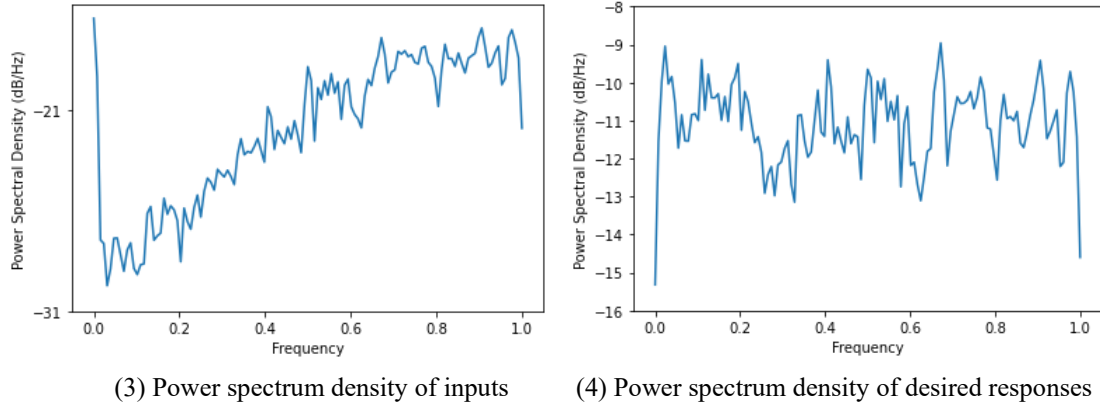 Power Spectral Density (dB/Hz)
−21
−31
0.0 0.2 0.4 0.6 0.8 1.0
Frequency
(3) Power spectrum density of inputs
Power Spectral Density (dB/Hz)
−8
−9
−10
−11
−12
−13
−14
−15
−16
0.0 0.2 0.4 0.6 0.8 1.0
Frequency
(4) Power spectrum density of desired responses